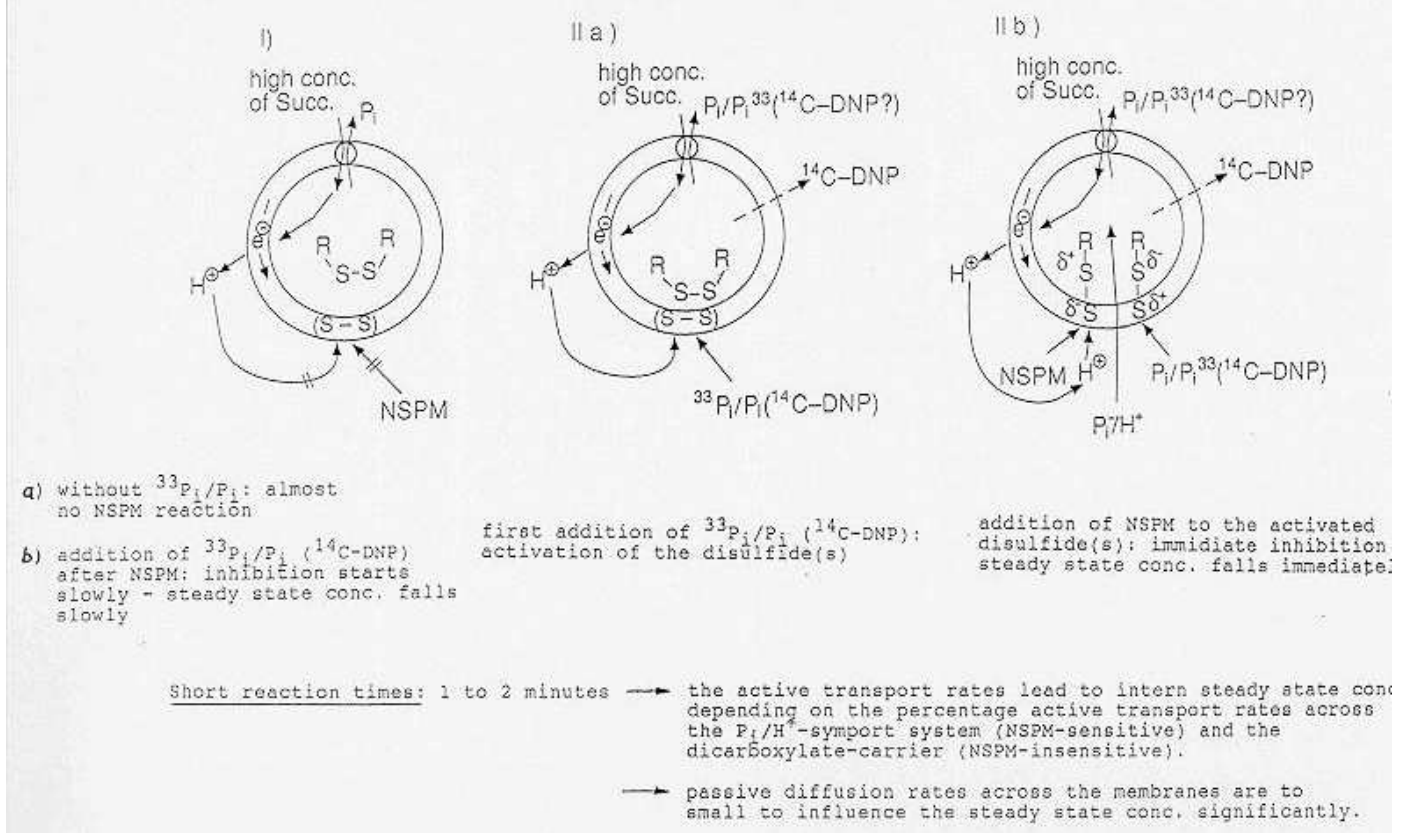 I)
high conc.
of Succ.
Pi
R
R
S–S
e⊖
H⊕
(S – S)
NSPM
II a)
high conc.
of Succ.
Pi/Pi³³(¹⁴C–DNP?)
¹⁴C–DNP
R
R
S–S
e⊖
H⊕
(S – S)
³³Pi/Pi(¹⁴C–DNP)
II b)
high conc.
of Succ.
Pi/Pi³³(¹⁴C–DNP?)
¹⁴C–DNP
R
R
δ⁺
δ⁻
S
S
e⊖
H⊕
δ⁻S
Sδ⁺
NSPM
H⊕
Pi/Pi³³(¹⁴C–DNP)
Pi⁻/H⁺
a) without ³³Pi/Pi: almost
no NSPM reaction
b) addition of ³³Pi/Pi (¹⁴C-DNP)
after NSPM: inhibition starts
slowly - steady state conc. falls
slowly
first addition of ³³Pi/Pi (¹⁴C-DNP):
activation of the disulfide(s)
addition of NSPM to the activated
disulfide(s): immidiate inhibition
steady state conc. falls immediatel
Short reaction times: 1 to 2 minutes → the active transport rates lead to intern steady state conc
depending on the percentage active transport rates across
the Pi/H⁺-symport system (NSPM-sensitive) and the
dicarboxylate-carrier (NSPM-insensitive).
→ passive diffusion rates across the membranes are to
small to influence the steady state conc. significantly.